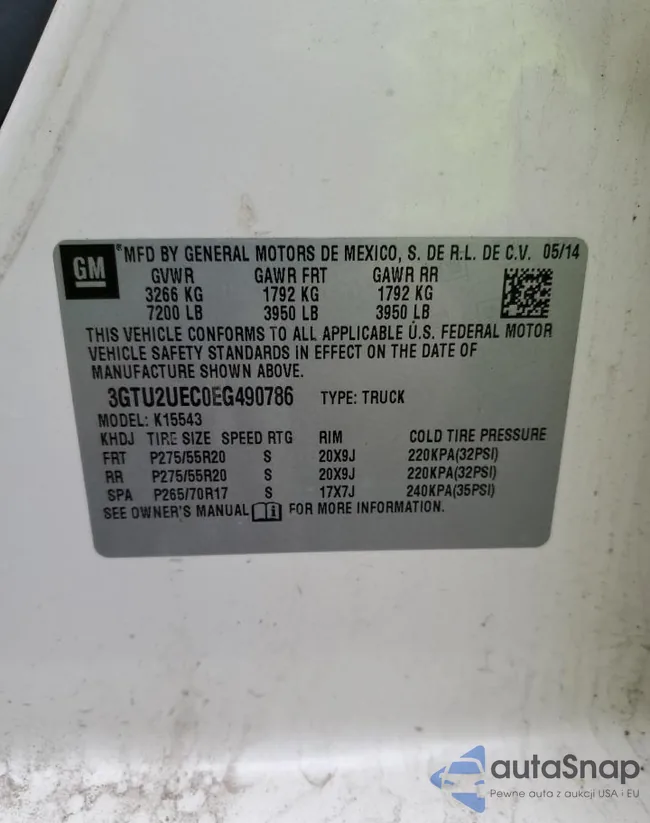 GM
® MFD BY GENERAL MOTORS DE MEXICO, S. DE R.L. DE C.V. 05/14
GVWR GAWR FRT GAWR RR
3266 KG 1792 KG 1792 KG
7200 LB 3950 LB 3950 LB
THIS VEHICLE CONFORMS TO ALL APPLICABLE U.S. FEDERAL MOTOR
VEHICLE SAFETY STANDARDS IN EFFECT ON THE DATE OF
MANUFACTURE SHOWN ABOVE.
3GTU2UEC0EG490786 TYPE: TRUCK
MODEL: K15543
KHDJ TIRE SIZE SPEED RTG RIM COLD TIRE PRESSURE
FRT P275/55R20 S 20X9J 220KPA(32PSI)
RR P275/55R20 S 20X9J 220KPA(32PSI)
SPA P265/70R17 S 17X7J 240KPA(35PSI)
SEE OWNER'S MANUAL i FOR MORE INFORMATION.
autaSnap
Pewne auta z aukcji USA i EU